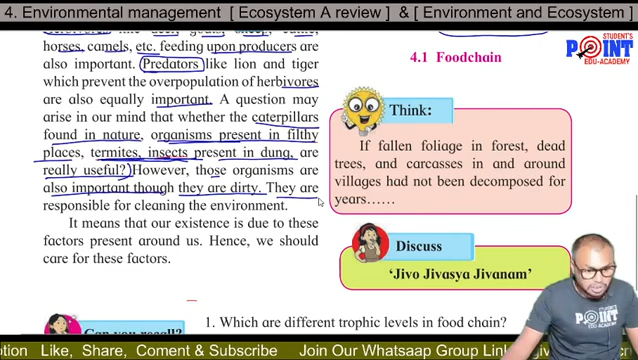 4. Environmental management [ Ecosystem A review ] & [ Environment and Ecosystem ]
STUDENT'S
POINT
EDU-ACADEMY
horses, camels, etc. feeding upon producers are
also important. Predators like lion and tiger
which prevent the overpopulation of herbivores
are also equally important. A question may
arise in our mind that whether the caterpillars
found in nature, organisms present in filthy
places, termites, insects present in dung, are
really useful? However, those organisms are
also important though they are dirty. They are
responsible for cleaning the environment.
It means that our existence is due to these
factors present around us. Hence, we should
care for these factors.
4.1 Foodchain
Think:
If fallen foliage in forest, dead
trees, and carcasses in and around
villages had not been decomposed for
years......
Discuss
‘Jivo Jivasya Jivanam’
Can you recall?
1. Which are different trophic levels in food chain?
Like, Share, Coment & Subscribe Join Our Whatsaap Group Link